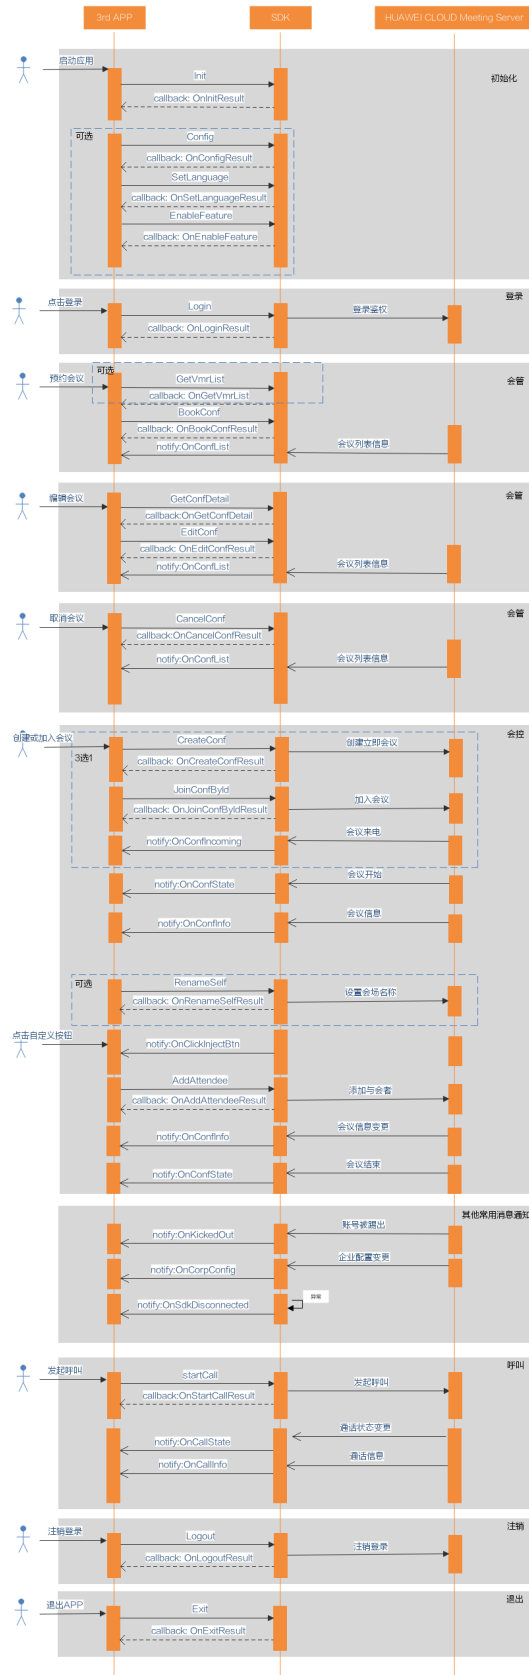 3rd APP
SDK
HUAWEI CLOUD Meeting Server
启动应用
Init
初始化
callback: OnInitResult
可选
Config
callback: OnConfigResult
SetLanguage
callback: OnSetLanguageResult
EnableFeature
callback: OnEnableFeature
登录
点击登录
Login
登录鉴权
callback: OnLoginResult
可选
预约会议
GetVmrList
会管
callback: OnGetVmrList
BookConf
callback: OnBookConfResult
notify:OnConfList
会议列表信息
会管
编辑会议
GetConfDetail
callback:OnGetConfDetail
EditConf
callback: OnEditConfResult
notify:OnConfList
会议列表信息
会管
取消会议
CancelConf
callback:OnCancelConfResult
notify:OnConfList
会议列表信息
会控
创建或加入会议
CreateConf
创建立即会议
3选1
callback: OnCreateConfResult
JoinConfById
加入会议
callback: OnJoinConfByIdResult
会议来电
notify:OnConfIncoming
会议开始
notify:OnConfState
会议信息
notify:OnConfInfo
可选
RenameSelf
设置会场名称
callback: OnRenameSelfResult
点击自定义按钮
notify:OnClickInjectBtn
AddAttendee
添加与会者
callback: OnAddAttendeeResult
会议信息变更
notify:OnConfInfo
会议结束
notify:OnConfState
其他常用消息通知
账号被踢出
notify:OnKickedOut
企业配置变更
notify:OnCorpConfig
异常
notify:OnSdkDisconnected
呼叫
发起呼叫
startCall
发起呼叫
callback:OnStartCallResult
通话状态变更
notify:OnCallState
通话信息
notify:OnCallInfo
注销
注销登录
Logout
注销登录
callback: OnLogoutResult
退出
退出APP
Exit
callback: OnExitResult